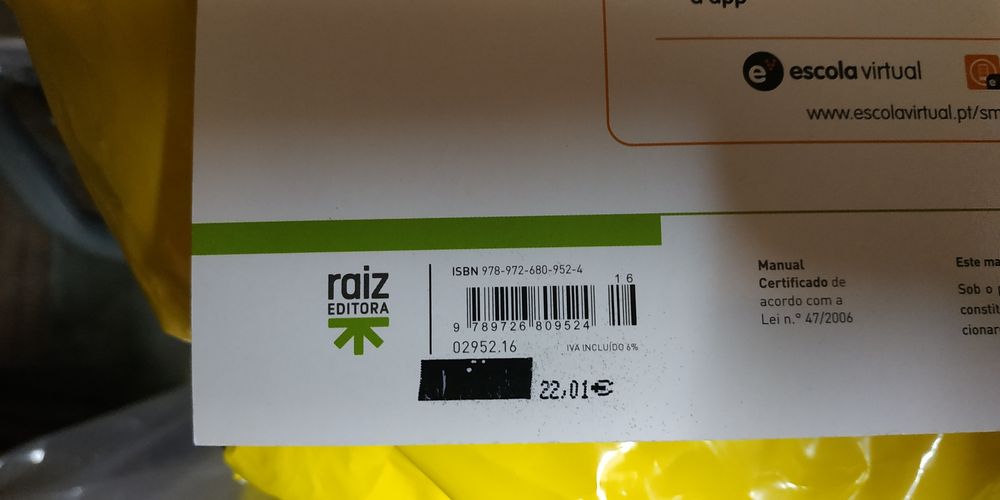 a app
escola virtual
www.escolavirtual.pt/sm
raiz
EDITORA
ISBN 978-972-680-952-4
16
9 789726 809524
02952.16
IVA INCLUÍDO 6%
22,01€
Manual
Certificado de
acordo com a
Lei n.º 47/2006
Este ma
Sob o p
constit
cionar